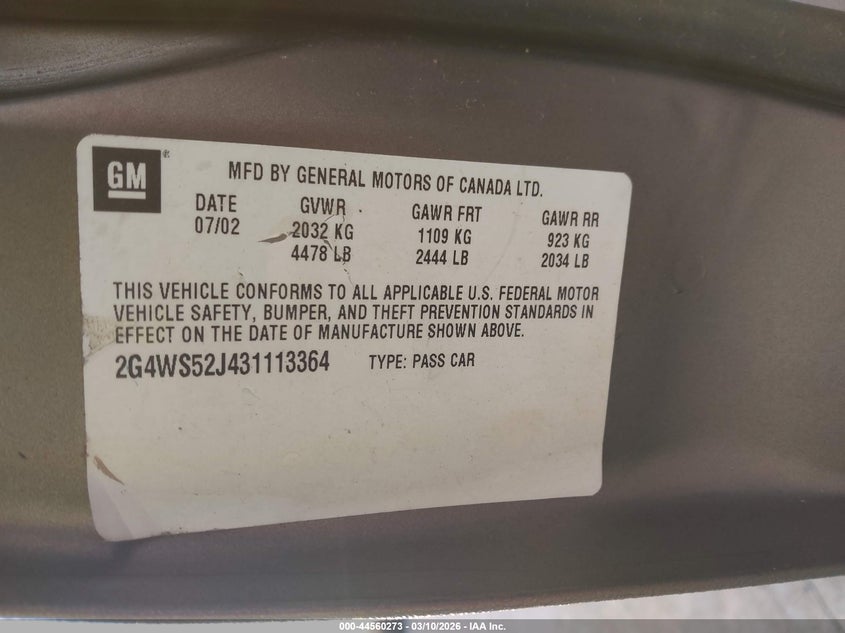 GM®
MFD BY GENERAL MOTORS OF CANADA LTD.
DATE GVWR GAWR FRT GAWR RR
07/02 2032 KG 1109 KG 923 KG
4478 LB 2444 LB 2034 LB
THIS VEHICLE CONFORMS TO ALL APPLICABLE U.S. FEDERAL MOTOR
VEHICLE SAFETY, BUMPER, AND THEFT PREVENTION STANDARDS IN
EFFECT ON THE DATE OF MANUFACTURE SHOWN ABOVE.
2G4WS52J431113364 TYPE: PASS CAR
000-44560273 - 03/10/2026 - IAA Inc.